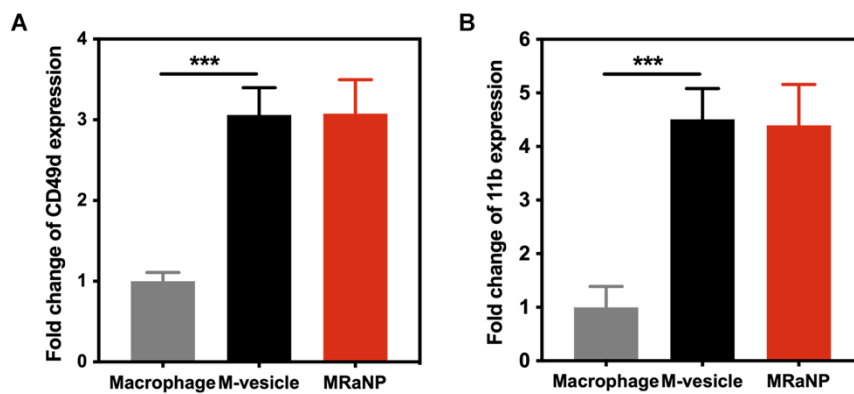 A
Fold change of CD49d expression
4
3
2
1
0
***
Macrophage M-vesicle MRaNP
B
Fold change of 11b expression
6
5
4
3
2
1
0
***
Macrophage M-vesicle MRaNP